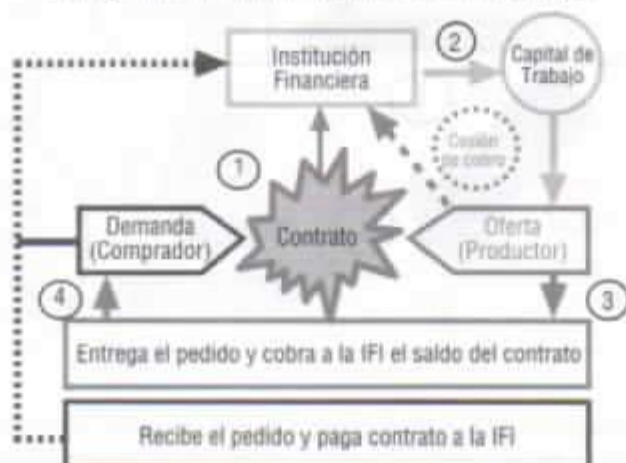 Institución
Financiera
2
Capital de
Trabajo
Cesión
de cobro
1
Demanda
(Comprador)
Contrato
Oferta
(Productor)
4
3
Entrega el pedido y cobra a la IFI el saldo del contrato
Recibe el pedido y paga contrato a la IFI